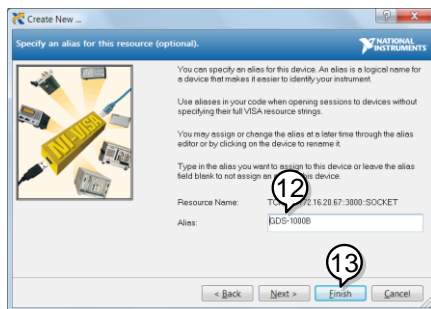 Create New ...
Specify an alias for this resource (optional).
NATIONAL INSTRUMENTS
NI-VISA
You can specify an alias for this device. An alias is a logical name for
a device that makes it easier to identify your instrument.
Use aliases in your code when opening sessions to devices without
specifying their full VISA resource strings.
You may assign or change the alias at a later time through the alias
editor or by clicking on the device to rename it.
Type in the alias you want to assign to this device or leave the alias
field blank to not assign an this device.
12
Resource Name: 72.16.20.67::3000::SOCKET
Alias: GDS-1000B
13
< Back Next > Finish Cancel